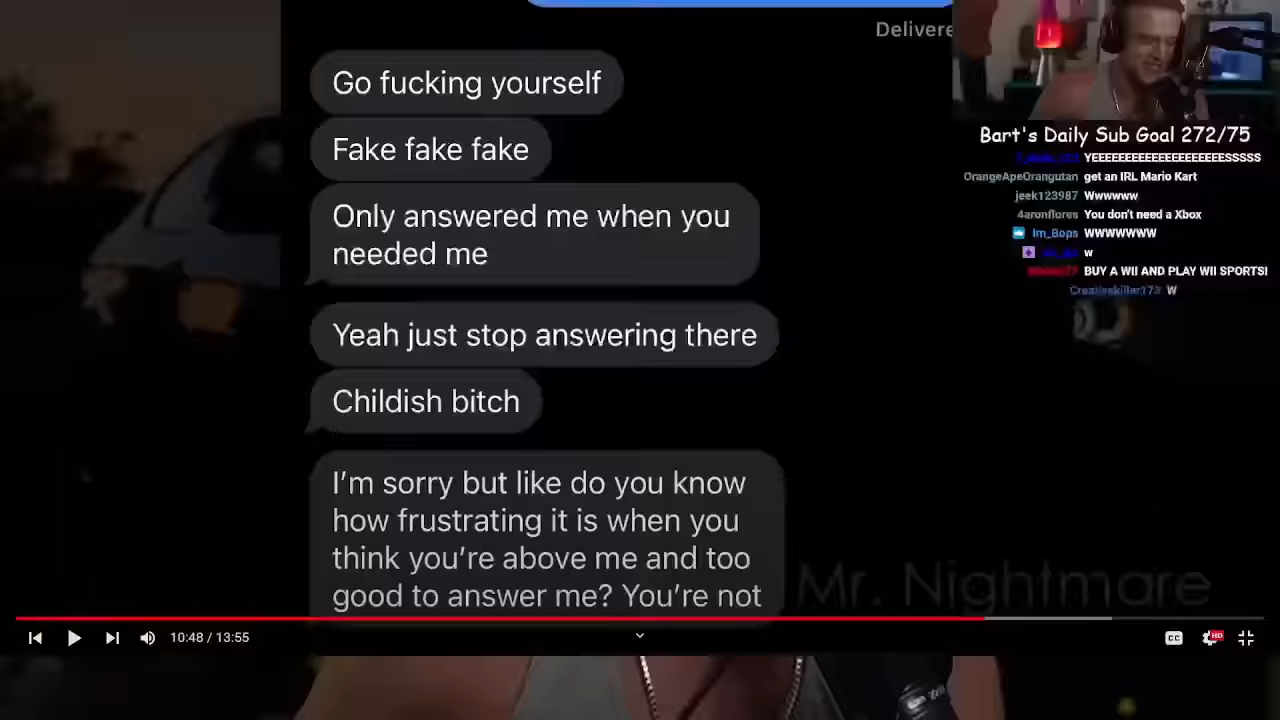 Delivere
Go fucking yourself
Fake fake fake
Only answered me when you
needed me
Yeah just stop answering there
Childish bitch
I'm sorry but like do you know
how frustrating it is when you
think you're above me and too
good to answer me? You're not
Mr. Nightmare
10:48 / 13:55
CC
HD
Bart's Daily Sub Goal 272/75
YEEEEEEEEEEEEEEEEEEEESSSSS
OrangeApeOrangutan get an IRL Mario Kart
jeek123987 Wwwwww
4aronflores You don't need a Xbox
Im_Bops WWWWWWW
w
BUY A WII AND PLAY WII SPORTS!
Creativekiller173 W